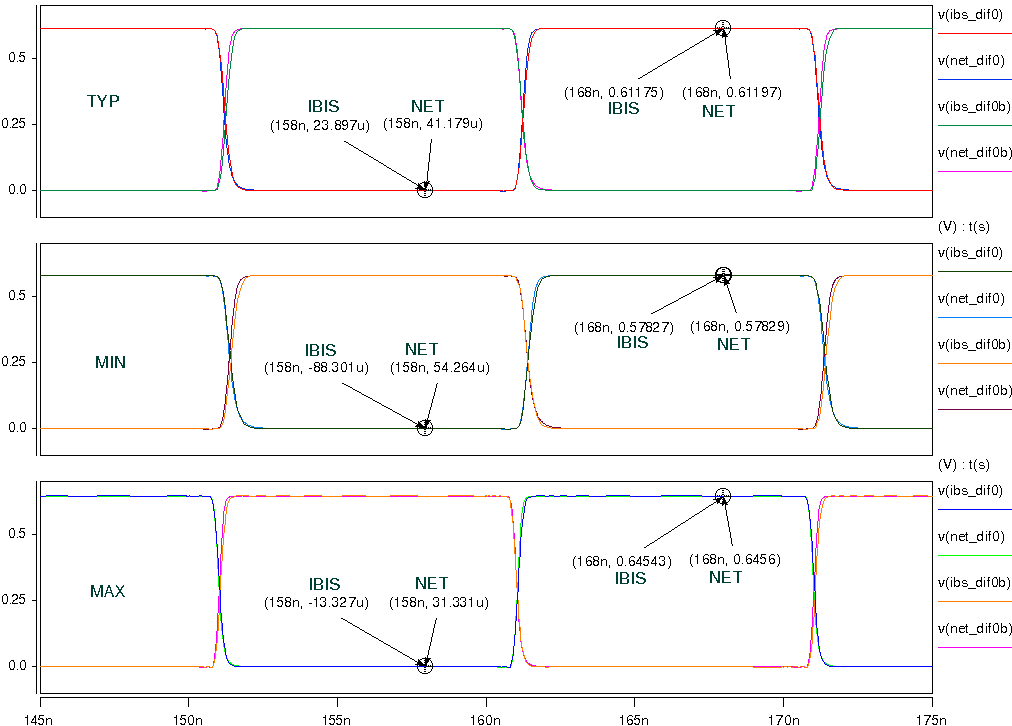 v(ibs_dif0)
0.5
v(net_dif0)
(168n, 0.61175) (168n, 0.61197)
TYP IBIS NET IBIS NET
v(ibs_dif0b)
0.25 (158n, 23.897u) (158n, 41.179u)
v(net_dif0b)
0.0
(V) : t(s)
v(ibs_dif0)
0.5
v(net_dif0)
(168n, 0.57827) (168n, 0.57829)
IBIS NET IBIS NET
v(ibs_dif0b)
0.25 MIN (158n, -88.301u) (158n, 54.264u)
v(net_dif0b)
0.0
(V) : t(s)
v(ibs_dif0)
0.5
v(net_dif0)
(168n, 0.64543) (168n, 0.6456)
MAX IBIS NET IBIS NET
v(ibs_dif0b)
0.25 (158n, -13.327u) (158n, 31.331u)
v(net_dif0b)
0.0
145n 150n 155n 160n 165n 170n 175n